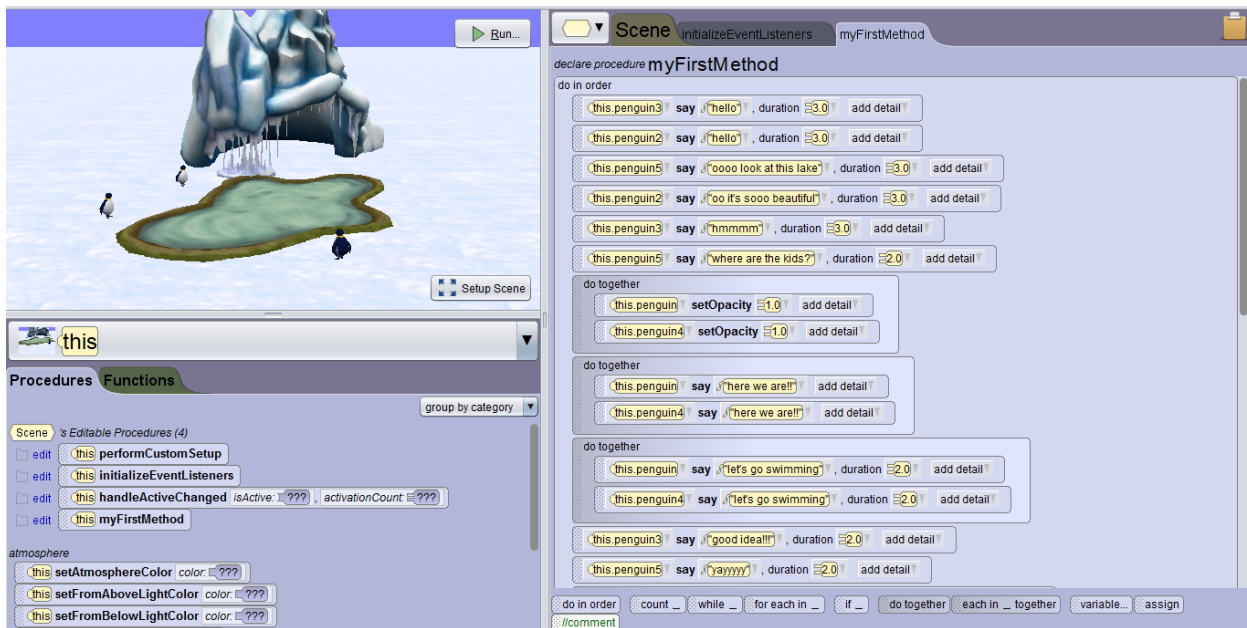 Run...
Setup Scene
this
Procedures Functions
group by category
Scene 's Editable Procedures (4)
edit this performCustomSetup
edit this initializeEventListeners
edit this handleActiveChanged isActive: ??? , activationCount: ???
edit this myFirstMethod
atmosphere
this setAtmosphereColor color: ???
this setFromAboveLightColor color: ???
this setFromBelowLightColor color: ???
Scene initializeEventListeners myFirstMethod
declare procedure myFirstMethod
do in order
this.penguin3 say "hello" , duration 3.0 add detail
this.penguin2 say "hello" , duration 3.0 add detail
this.penguin5 say "oooo look at this lake" , duration 3.0 add detail
this.penguin2 say "oo it's sooo beautiful" , duration 3.0 add detail
this.penguin3 say "hmmmm" , duration 3.0 add detail
this.penguin5 say "where are the kids?" , duration 2.0 add detail
do together
this.penguin setOpacity 1.0 add detail
this.penguin4 setOpacity 1.0 add detail
do together
this.penguin say "here we are!!" add detail
this.penguin4 say "here we are!!" add detail
do together
this.penguin say "let's go swimming" , duration 2.0 add detail
this.penguin4 say "let's go swimming" , duration 2.0 add detail
this.penguin3 say "good idea!!!" , duration 2.0 add detail
this.penguin5 say "yayyyyy" , duration 2.0 add detail
do in order count _ while _ for each in _ if _ do together each in _ together variable... assign
//comment